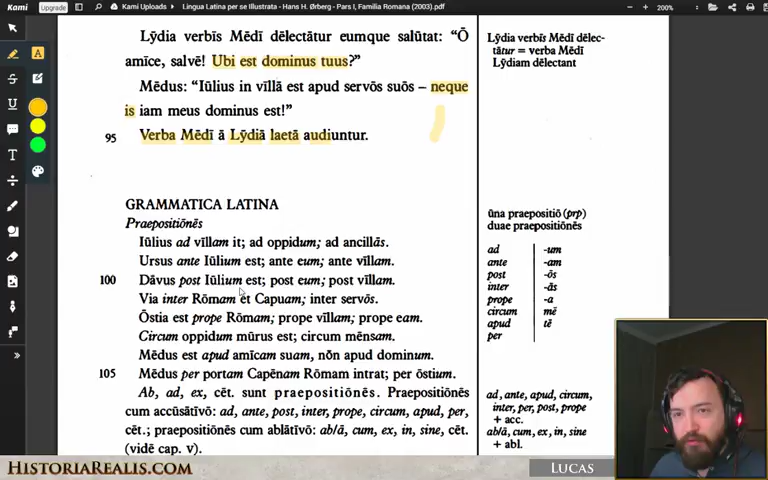 Kami
Upgrade
Kami Uploads > Lingua Latina per se Illustrata - Hans H. Ørberg - Pars I, Familia Romana (2003).pdf
200%
Lȳdia verbīs Mēdī dēlectātur eumque salūtat: “Ō
amīce, salvē! Ubi est dominus tuus?”
Mēdus: “Iūlius in vīllā est apud servōs suōs – neque
is iam meus dominus est!”
95 Verba Mēdī ā Lȳdiā laetā audiuntur.
Lȳdia verbīs Mēdī dēlec-
tātur = verba Mēdī
Lȳdiam dēlectant
GRAMMATICA LATINA
Praepositiōnēs
Iūlius ad vīllam it; ad oppidum; ad ancillās.
Ursus ante Iūlium est; ante eum; ante vīllam.
100 Dāvus post Iūlium est; post eum; post vīllam.
Via inter Rōmam et Capuam; inter servōs.
Ōstia est prope Rōmam; prope vīllam; prope eam.
Circum oppidum mūrus est; circum mēnsam.
Mēdus est apud amīcam suam, nōn apud dominum.
105 Mēdus per portam Capēnam Rōmam intrat; per ōstium.
Ab, ad, ex, cēt. sunt praepositiōnēs. Praepositiōnēs
cum accūsātīvō: ad, ante, post, inter, prope, circum, apud, per,
cēt.; praepositiōnēs cum ablātīvō: ab/ā, cum, ex, in, sine, cēt.
(vidē cap. V).
ūna praepositiō (prp)
duae praepositiōnēs
ad -um
ante -am
post -ōs
inter -ās
prope -a
circum mē
apud tē
per
ad, ante, apud, circum,
inter, per, post, prope
+ acc.
ab/ā, cum, ex, in, sine
+ abl.
HISTORIAREALIS.COM
LUCAS